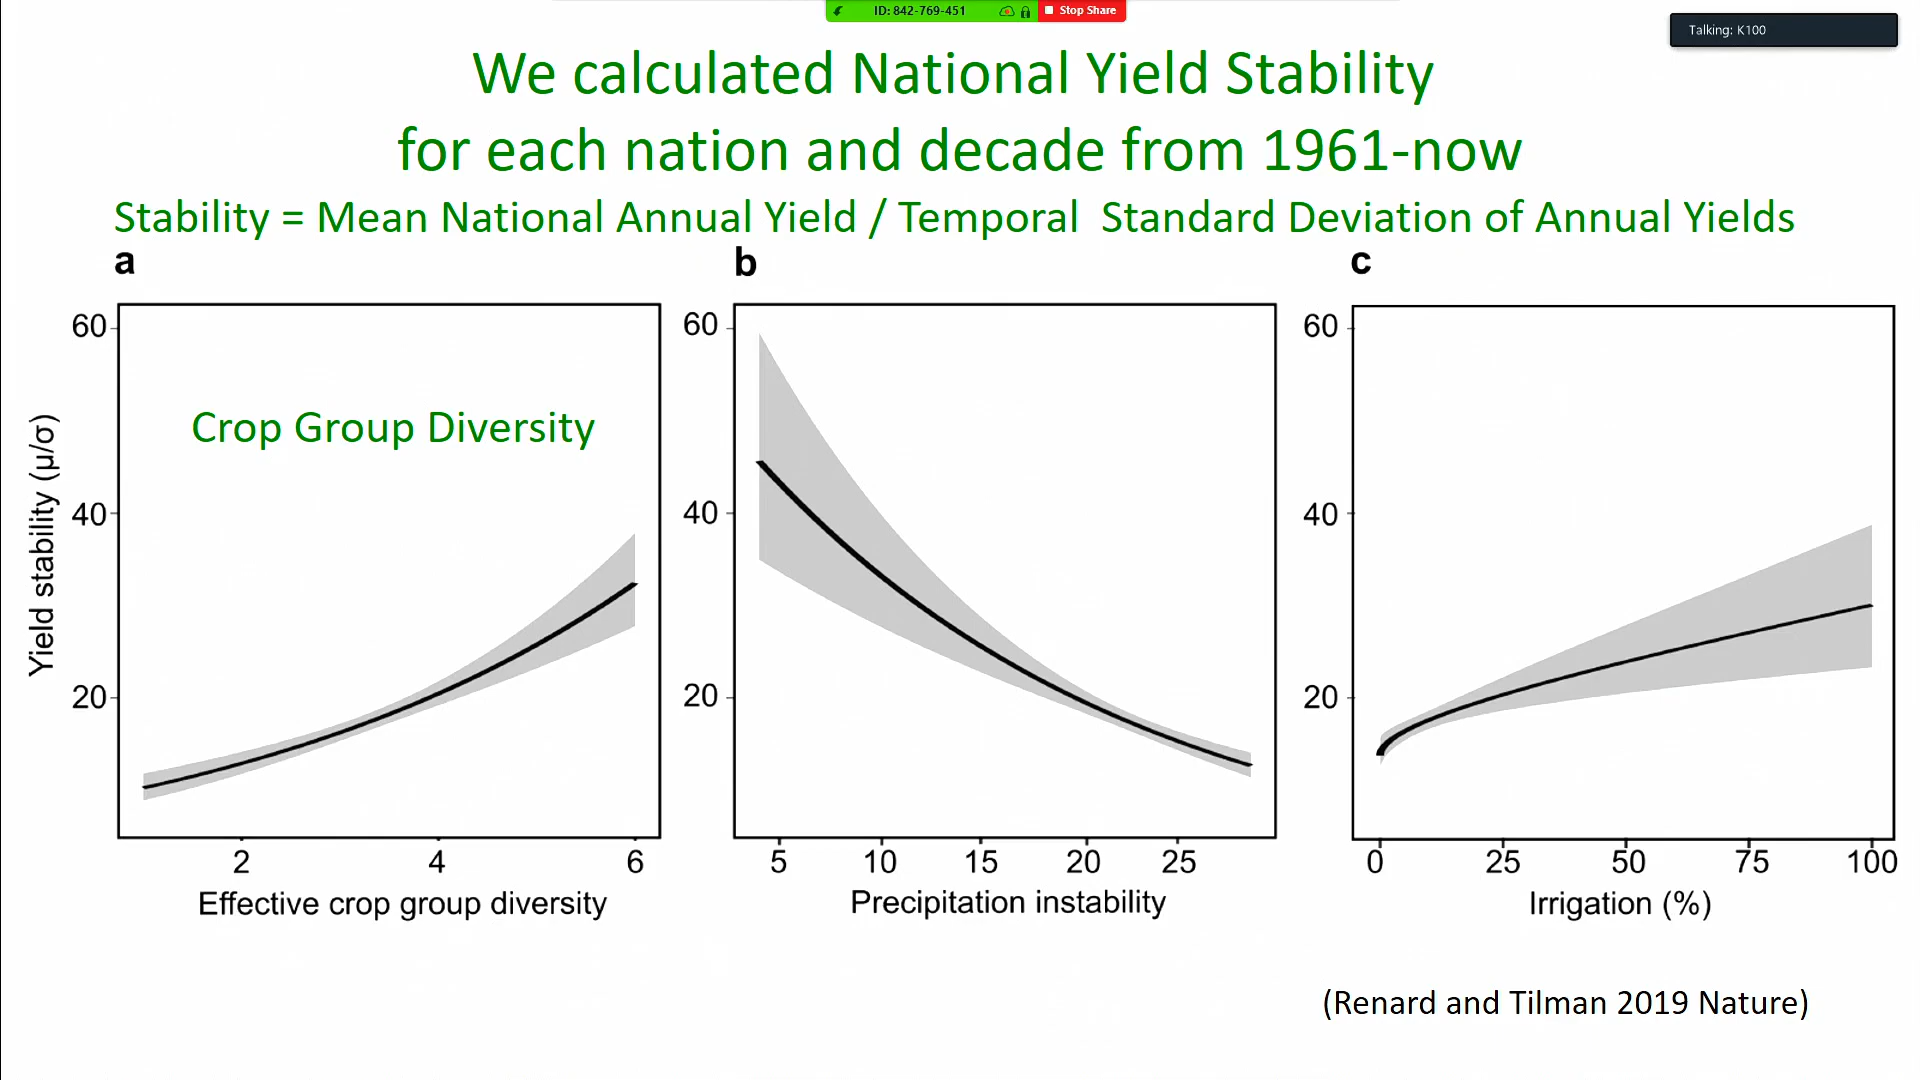 ID: 842-769-451
Stop Share
Talking: K100
We calculated National Yield Stability
for each nation and decade from 1961-now
Stability = Mean National Annual Yield / Temporal Standard Deviation of Annual Yields
a
b
c
Yield stability (μ/σ)
60
40
20
Crop Group Diversity
2 4 6
Effective crop group diversity
60
40
20
5 10 15 20 25
Precipitation instability
60
40
20
0 25 50 75 100
Irrigation (%)
(Renard and Tilman 2019 Nature)